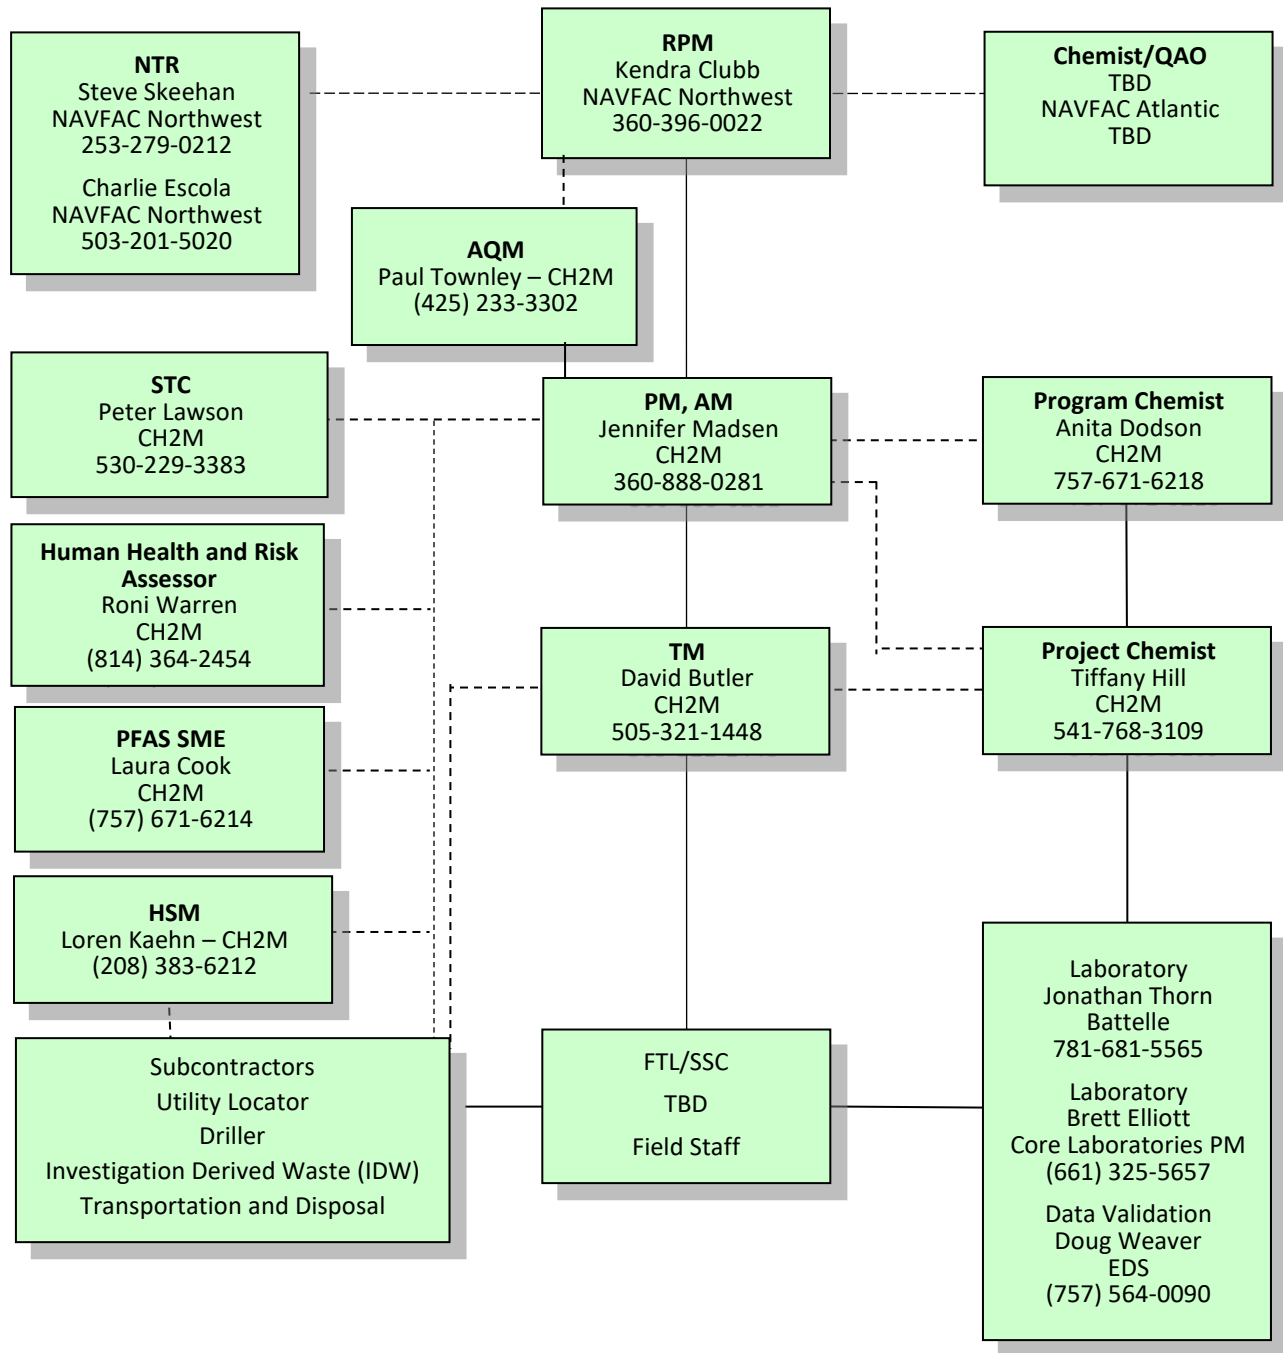 NTR
Steve Skeehan
NAVFAC Northwest
253-279-0212
Charlie Escola
NAVFAC Northwest
503-201-5020
RPM
Kendra Clubb
NAVFAC Northwest
360-396-0022
Chemist/QAO
TBD
NAVFAC Atlantic
TBD
AQM
Paul Townley – CH2M
(425) 233-3302
STC
Peter Lawson
CH2M
530-229-3383
PM, AM
Jennifer Madsen
CH2M
360-888-0281
Program Chemist
Anita Dodson
CH2M
757-671-6218
Human Health and Risk
Assessor
Roni Warren
CH2M
(814) 364-2454
TM
David Butler
CH2M
505-321-1448
Project Chemist
Tiffany Hill
CH2M
541-768-3109
PFAS SME
Laura Cook
CH2M
(757) 671-6214
HSM
Loren Kaehn – CH2M
(208) 383-6212
Subcontractors
Utility Locator
Driller
Investigation Derived Waste (IDW)
Transportation and Disposal
FTL/SSC
TBD
Field Staff
Laboratory
Jonathan Thorn
Battelle
781-681-5565
Laboratory
Brett Elliott
Core Laboratories PM
(661) 325-5657
Data Validation
Doug Weaver
EDS
(757) 564-0090